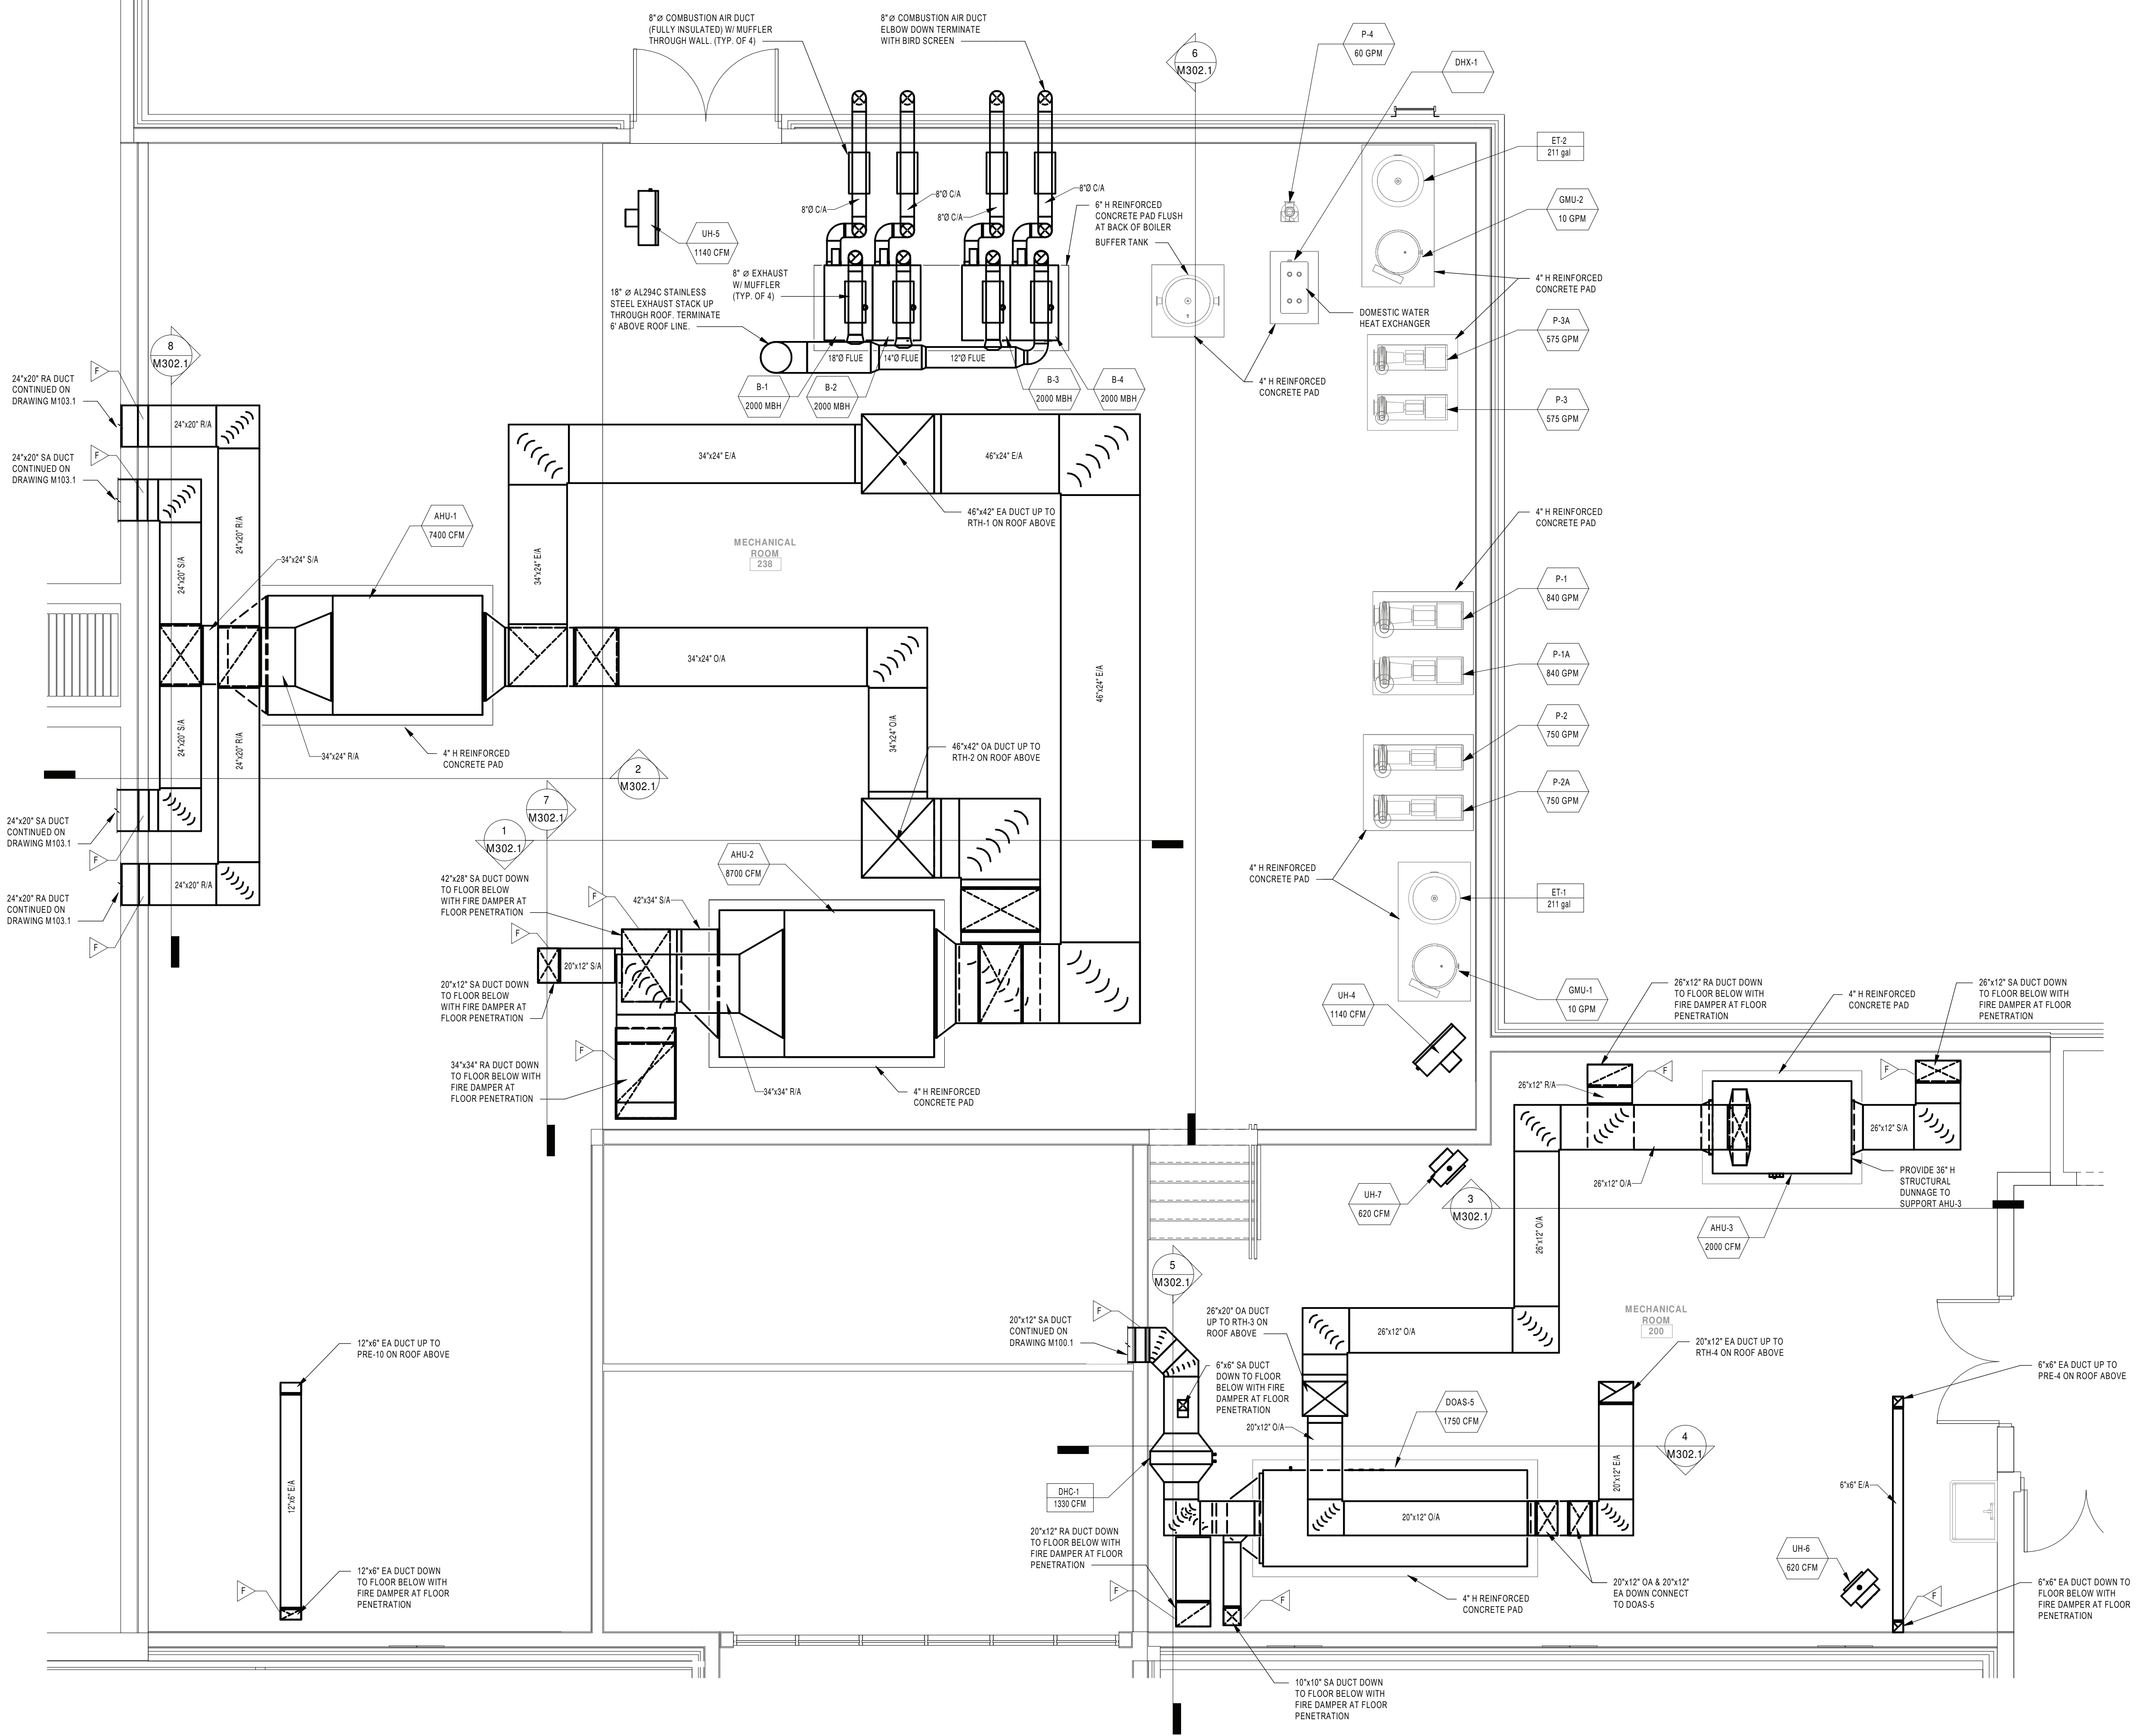 8"Ø COMBUSTION AIR DUCT
(FULLY INSULATED) W/ MUFFLER
THROUGH WALL. (TYP. OF 4)
8"Ø COMBUSTION AIR DUCT
ELBOW DOWN TERMINATE
WITH BIRD SCREEN
6
M302.1
P-4
60 GPM
DHX-1
ET-2
211 gal
GMU-2
10 GPM
8"Ø C/A
8"Ø C/A
8"Ø C/A
8"Ø C/A
6" H REINFORCED
CONCRETE PAD FLUSH
AT BACK OF BOILER
BUFFER TANK
UH-5
1140 CFM
8" Ø EXHAUST
W/ MUFFLER
(TYP. OF 4)
18" Ø AL294C STAINLESS
STEEL EXHAUST STACK UP
THROUGH ROOF. TERMINATE
6' ABOVE ROOF LINE.
4" H REINFORCED
CONCRETE PAD
DOMESTIC WATER
HEAT EXCHANGER
P-3A
575 GPM
18"Ø FLUE
14"Ø FLUE
12"Ø FLUE
B-1
2000 MBH
B-2
2000 MBH
B-3
2000 MBH
B-4
2000 MBH
4" H REINFORCED
CONCRETE PAD
P-3
575 GPM
8
M302.1
24"x20" RA DUCT
CONTINUED ON
DRAWING M103.1
F
24"x20" R/A
24"x20" SA DUCT
CONTINUED ON
DRAWING M103.1
F
34"x24" E/A
46"x24" E/A
46"x42" EA DUCT UP TO
RTH-1 ON ROOF ABOVE
AHU-1
7400 CFM
24"x20" R/A
24"x20" S/A
34"x24" S/A
34"x24" E/A
MECHANICAL
ROOM
238
4" H REINFORCED
CONCRETE PAD
P-1
840 GPM
P-1A
840 GPM
34"x24" O/A
46"x24" E/A
24"x20" S/A
24"x20" R/A
34"x24" R/A
4" H REINFORCED
CONCRETE PAD
34"x24" O/A
46"x42" OA DUCT UP TO
RTH-2 ON ROOF ABOVE
P-2
750 GPM
P-2A
750 GPM
2
M302.1
7
M302.1
1
M302.1
24"x20" SA DUCT
CONTINUED ON
DRAWING M103.1
F
24"x20" R/A
24"x20" RA DUCT
CONTINUED ON
DRAWING M103.1
F
AHU-2
8700 CFM
42"x28" SA DUCT DOWN
TO FLOOR BELOW
WITH FIRE DAMPER AT
FLOOR PENETRATION
F
42"x34" S/A
4" H REINFORCED
CONCRETE PAD
ET-1
211 gal
F
20"x12" S/A
20"x12" SA DUCT DOWN
TO FLOOR BELOW
WITH FIRE DAMPER AT
FLOOR PENETRATION
F
34"x34" RA DUCT DOWN
TO FLOOR BELOW WITH
FIRE DAMPER AT
FLOOR PENETRATION
34"x34" R/A
4" H REINFORCED
CONCRETE PAD
UH-4
1140 CFM
GMU-1
10 GPM
26"x12" RA DUCT DOWN
TO FLOOR BELOW WITH
FIRE DAMPER AT FLOOR
PENETRATION
4" H REINFORCED
CONCRETE PAD
26"x12" SA DUCT DOWN
TO FLOOR BELOW WITH
FIRE DAMPER AT FLOOR
PENETRATION
26"x12" R/A
F
F
26"x12" S/A
26"x12" O/A
PROVIDE 36" H
STRUCTURAL
DUNNAGE TO
SUPPORT AHU-3
UH-7
620 CFM
3
M302.1
26"x12" O/A
AHU-3
2000 CFM
5
M302.1
20"x12" SA DUCT
CONTINUED ON
DRAWING M100.1
F
26"x20" OA DUCT
UP TO RTH-3 ON
ROOF ABOVE
26"x12" O/A
MECHANICAL
ROOM
200
20"x12" EA DUCT UP TO
RTH-4 ON ROOF ABOVE
6"x6" SA DUCT
DOWN TO FLOOR
BELOW WITH FIRE
DAMPER AT FLOOR
PENETRATION
20"x12" O/A
DOAS-5
1750 CFM
6"x6" EA DUCT UP TO
PRE-4 ON ROOF ABOVE
12"x6" EA DUCT UP TO
PRE-10 ON ROOF ABOVE
12"x6" E/A
4
M302.1
DHC-1
1330 CFM
20"x12" E/A
6"x6" E/A
20"x12" O/A
20"x12" RA DUCT DOWN
TO FLOOR BELOW WITH
FIRE DAMPER AT FLOOR
PENETRATION
F
F
4" H REINFORCED
CONCRETE PAD
20"x12" OA & 20"x12"
EA DOWN CONNECT
TO DOAS-5
UH-6
620 CFM
F
6"x6" EA DUCT DOWN TO
FLOOR BELOW WITH
FIRE DAMPER AT FLOOR
PENETRATION
F
12"x6" EA DUCT DOWN
TO FLOOR BELOW WITH
FIRE DAMPER AT FLOOR
PENETRATION
10"x10" SA DUCT DOWN
TO FLOOR BELOW WITH
FIRE DAMPER AT FLOOR
PENETRATION